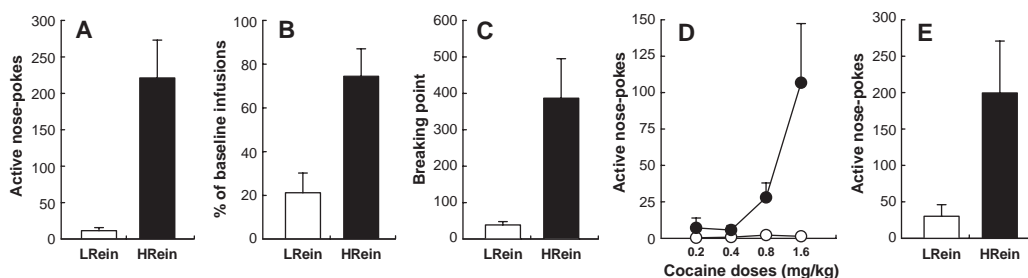 A
Active nose-pokes
300
250
200
150
100
50
0
LRein HRein
B
% of baseline infusions
100
80
60
40
20
0
LRein HRein
C
Breaking point
600
500
400
300
200
100
0
LRein HRein
D
Active nose-pokes
150
125
100
75
50
25
0
0.2 0.4 0.8 1.6
Cocaine doses (mg/kg)
E
Active nose-pokes
300
250
200
150
100
50
0
LRein HRein